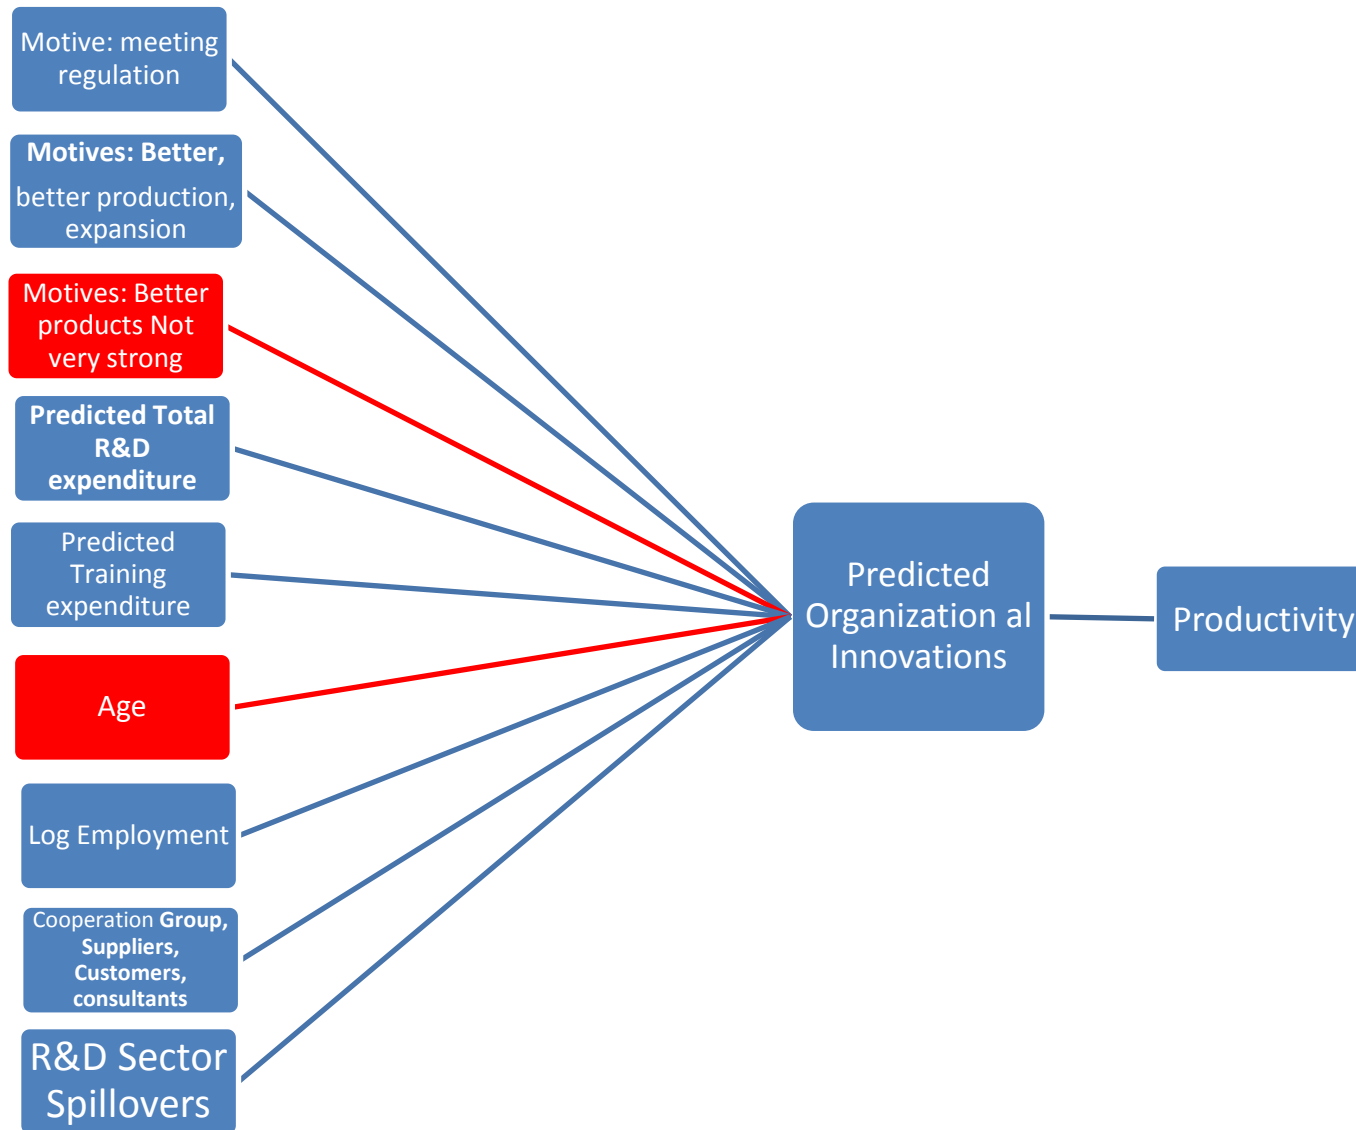 Motive: meeting
regulation
Motives: Better,
better production,
expansion
Motives: Better
products Not
very strong
Predicted Total
R&D
expenditure
Predicted
Training
expenditure
Age
Log Employment
Cooperation Group,
Suppliers,
Customers,
consultants
R&D Sector
Spillovers
Predicted
Organization al
Innovations
Productivity